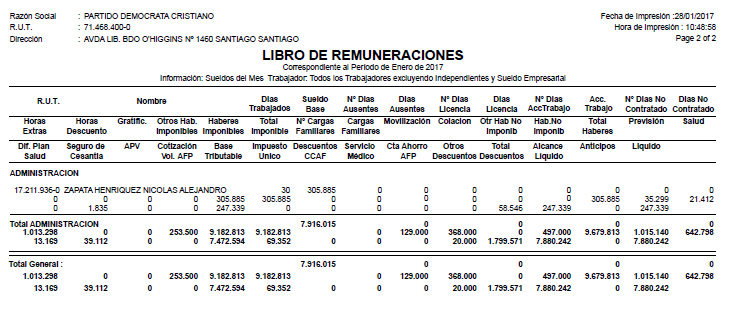 Razón Social : PARTIDO DEMOCRATA CRISTIANO Fecha de Impresión :28/01/2017
R.U.T. : 71.468.400-0 Hora de Impresión : 10:48:58
Dirección : AVDA LIB. BDO O'HIGGINS Nº 1460 SANTIAGO SANTIAGO Page 2 of 2
LIBRO DE REMUNERACIONES
Correspondiente al Periodo de Enero de 2017
Información: Sueldos del Mes Trabajador: Todos los Trabajadores excluyendo Independientes y Sueldo Empresarial
R.U.T. Nombre Dias Trabajados Sueldo Base Nº Dias Ausentes Dias Ausentes Nº Dias Licencia Dias Licencia Nº Dias AccTrabajo Acc. Trabajo Nº Dias No Contratado Dias No Contratado
Horas Extras Horas Descuento Gratific. Otros Hab. Imponibles Haberes Imponibles Total Imponible Nº Cargas Familiares Cargas Familiares Movilización Colacion Otr Hab No Imponib Hab.No Imponib Total Haberes Previsión Salud
Dif. Plan Salud Seguro de Cesantia APV Cotización Vol. AFP Base Tributable Impuesto Unico Descuentos CCAF Servicio Médico Cta Ahorro AFP Otros Descuentos Total Descuentos Alcance Liquido Anticipos Liquido
ADMINISTRACION
17.211.936-0 ZAPATA HENRIQUEZ NICOLAS ALEJANDRO 30 305.885 0 0 0 0 0 0 0 0
0 0 0 0 305.885 305.885 0 0 0 0 0 0 305.885 35.299 21.412
0 1.835 0 0 247.339 0 0 0 0 0 58.546 247.339 0 247.339
Total ADMINISTRACION 7.916.015 0 0 0 0
1.013.298 0 0 253.500 9.182.813 9.182.813 0 129.000 368.000 0 497.000 9.679.813 1.015.140 642.798
13.169 39.112 0 0 7.472.594 69.352 0 0 20.000 1.799.571 7.880.242 0 7.880.242
Total General : 7.916.015 0 0 0 0
1.013.298 0 0 253.500 9.182.813 9.182.813 0 129.000 368.000 0 497.000 9.679.813 1.015.140 642.798
13.169 39.112 0 0 7.472.594 69.352 0 0 0 20.000 1.799.571 7.880.242 0 7.880.242